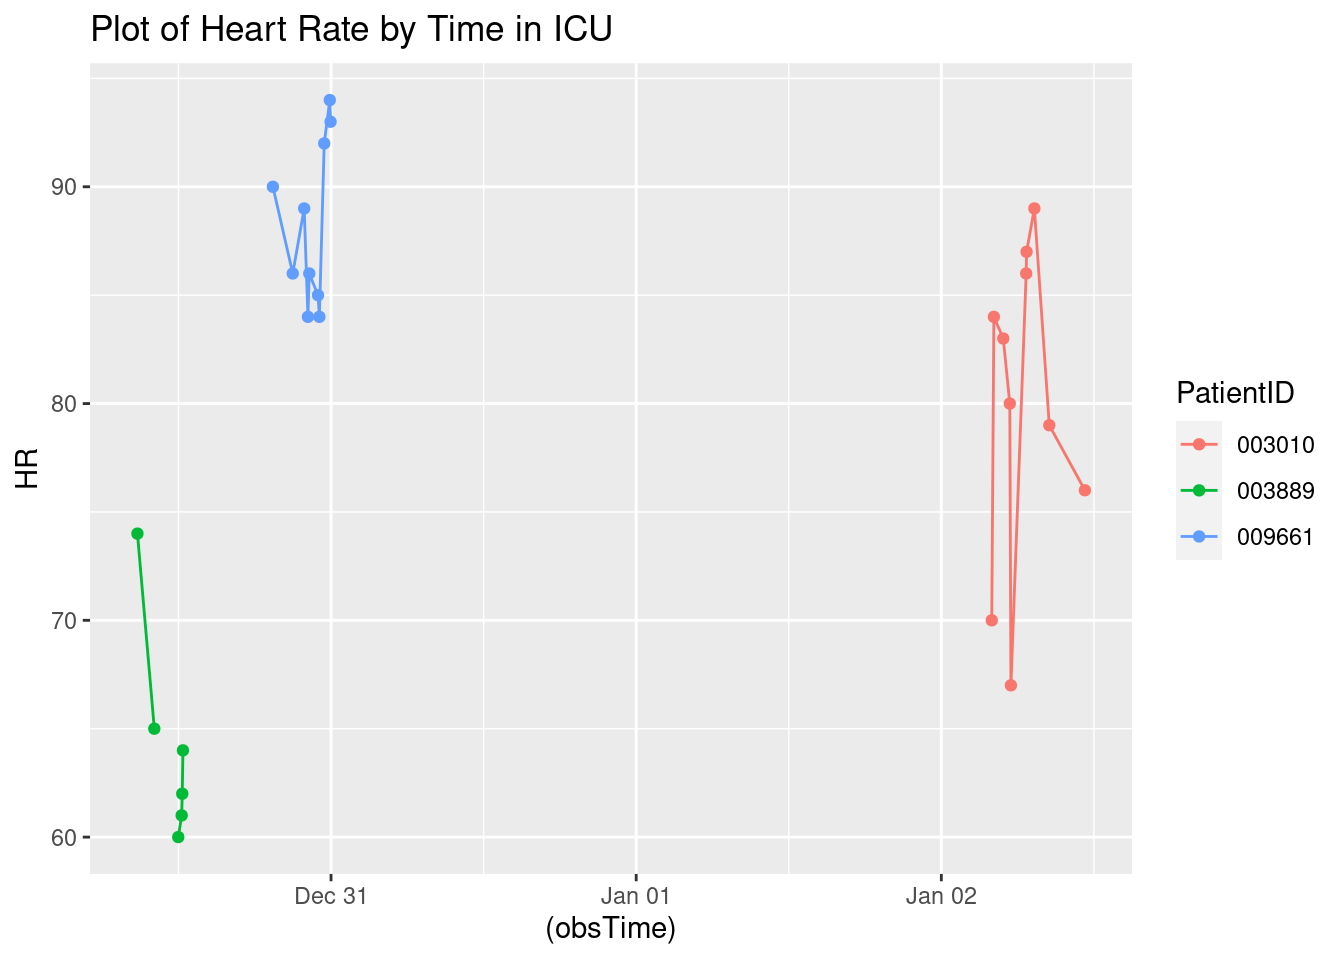 Plot of Heart Rate by Time in ICU
90
80
70
60
HR
Dec 31
Jan 01
Jan 02
(obsTime)
PatientID
003010
003889
009661